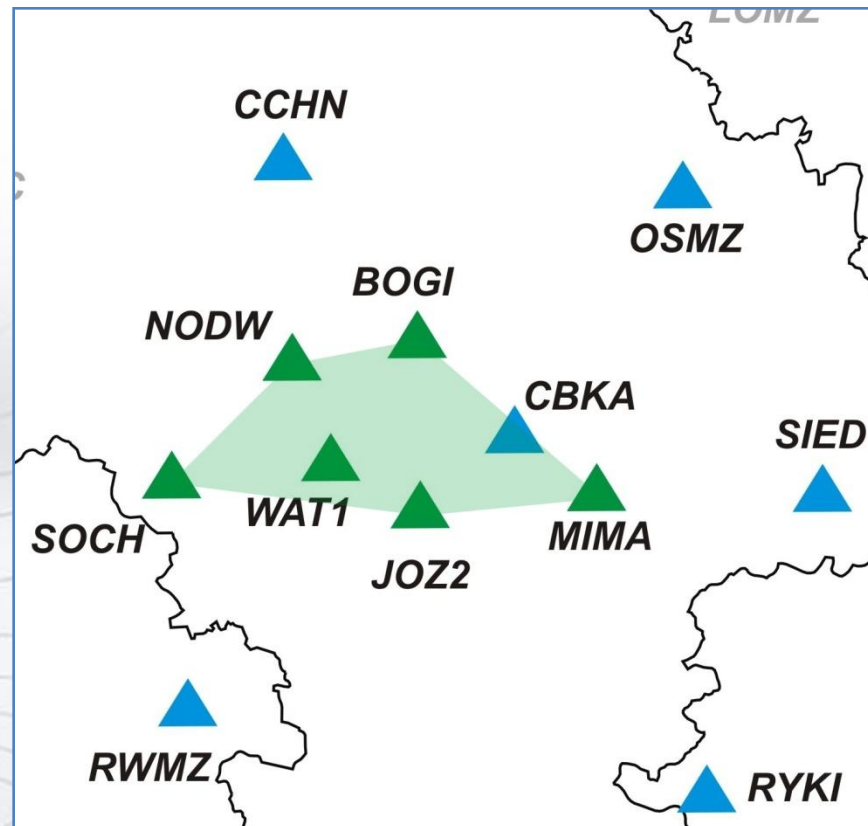 CCHN
OSMZ
BOGI
NODW
CBKA
SIED
WAT1
SOCH
MIMA
JOZ2
RWMZ
RYKI